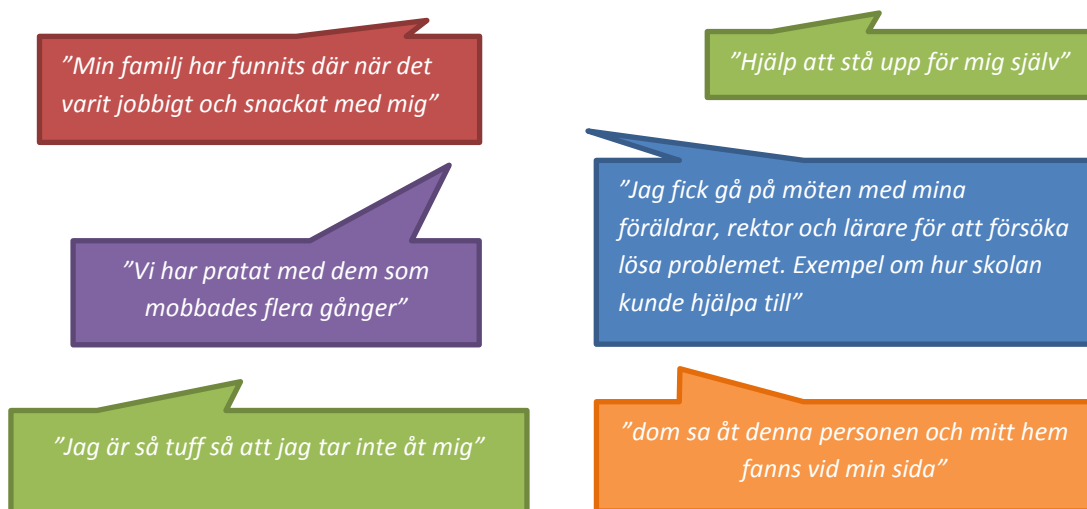 ”Min familj har funnits där när det
varit jobbigt och snackat med mig”
”Hjälp att stå upp för mig själv”
”Jag fick gå på möten med mina
föräldrar, rektor och lärare för att försöka
lösa problemet. Exempel om hur skolan
kunde hjälpa till”
”Vi har pratat med dem som
mobbades flera gånger”
”Jag är så tuff så att jag tar inte åt mig”
”dom sa åt denna personen och mitt hem
fanns vid min sida”